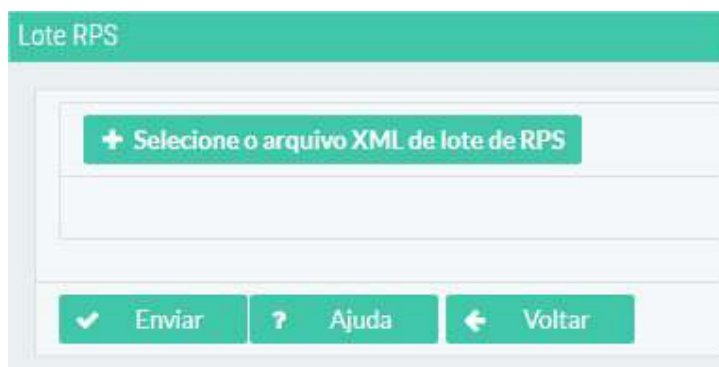 Lote RPS
+ Selecione o arquivo XML de lote de RPS
Enviar ? Ajuda Voltar